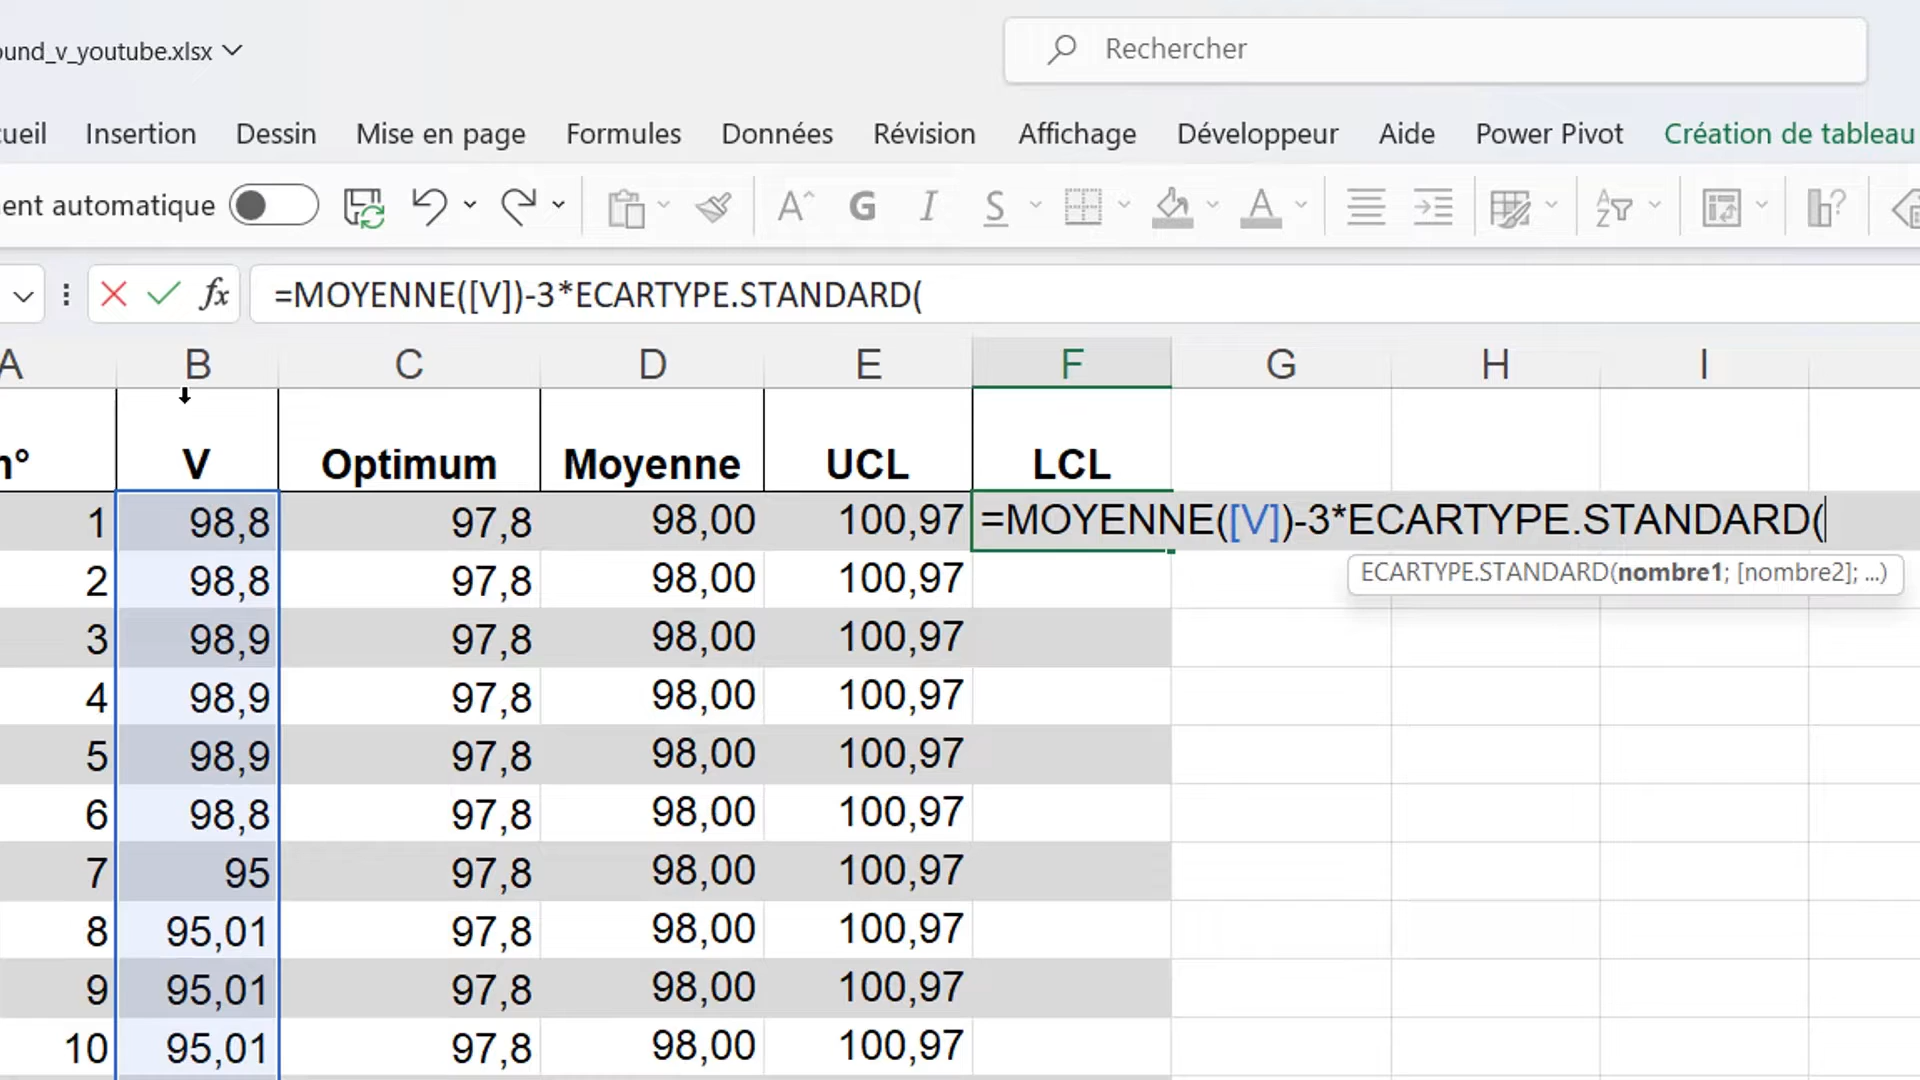 ound_v_youtube.xlsx
Rechercher
cueil Insertion Dessin Mise en page Formules Données Révision Affichage Développeur Aide Power Pivot Création de tableau
ent automatique
G I S
=MOYENNE([V])-3*ECARTYPE.STANDARD(
A B C D E F G H I
n° V Optimum Moyenne UCL LCL
1 98,8 97,8 98,00 100,97 =MOYENNE([V])-3*ECARTYPE.STANDARD(
ECARTYPE.STANDARD(nombre1; [nombre2]; ...)
2 98,8 97,8 98,00 100,97
3 98,9 97,8 98,00 100,97
4 98,9 97,8 98,00 100,97
5 98,9 97,8 98,00 100,97
6 98,8 97,8 98,00 100,97
7 95 97,8 98,00 100,97
8 95,01 97,8 98,00 100,97
9 95,01 97,8 98,00 100,97
10 95,01 97,8 98,00 100,97